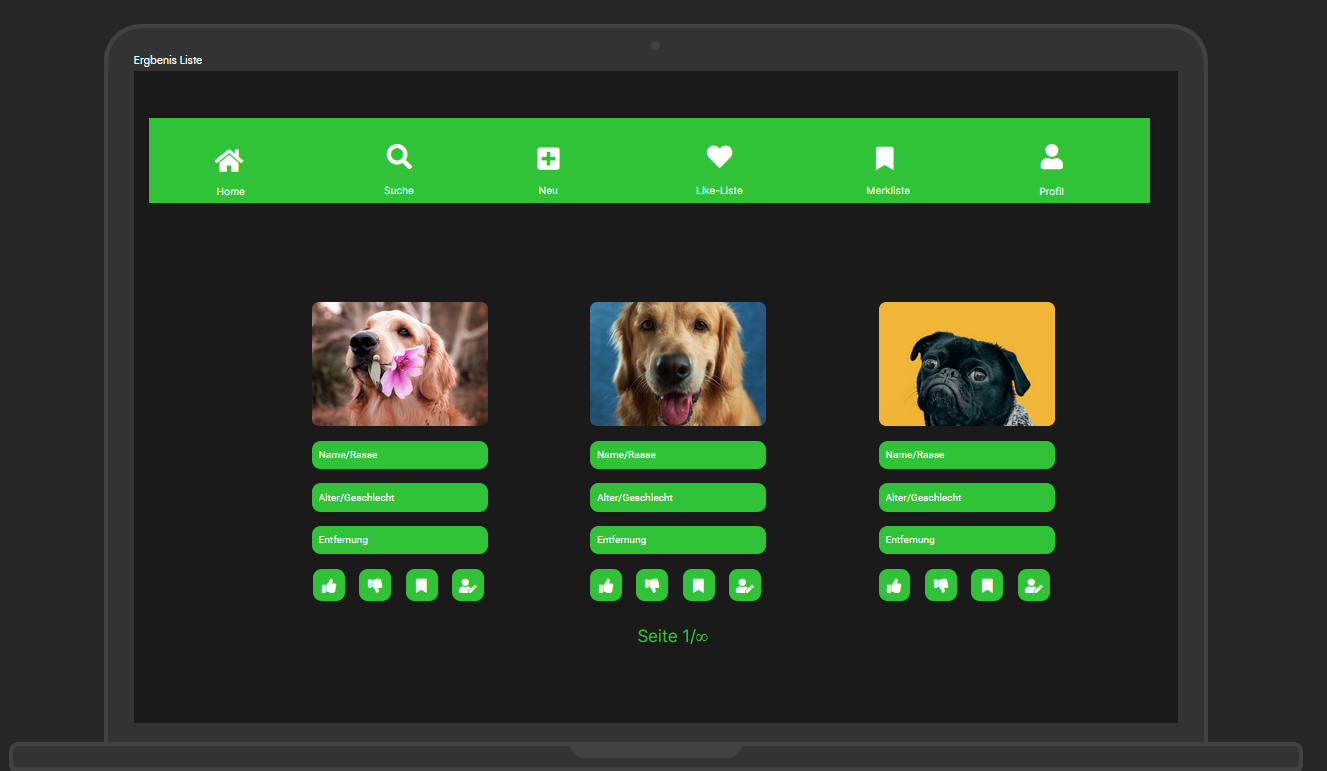 Ergbenis Liste
Home Suche Neu Like-Liste Merkliste Profil
Name/Rasse Name/Rasse Name/Rasse
Alter/Geschlecht Alter/Geschlecht Alter/Geschlecht
Entfernung Entfernung Entfernung
Seite 1/∞